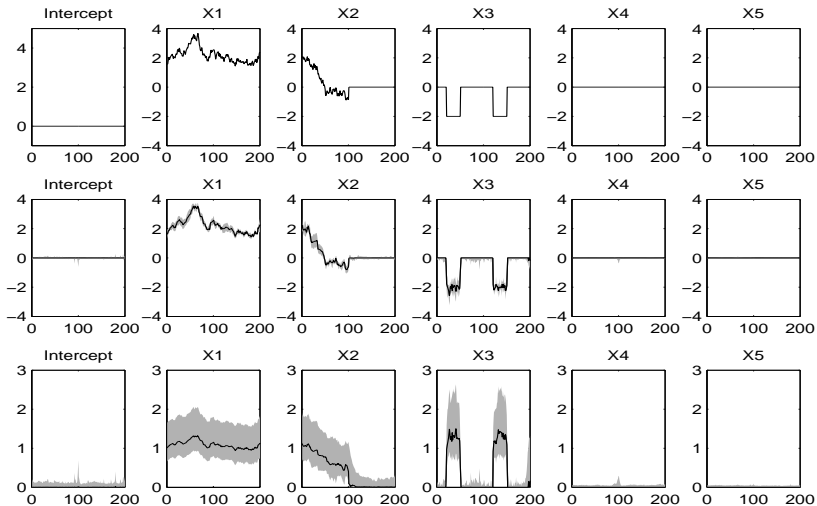 Intercept X1 X2 X3 X4 X5
4 4 4 4 4
4
2 2 2 2 2
2 0 0 0 0 0
−2 −2 −2 −2 −2
0
−4 −4 −4 −4 −4
0 100 200 0 100 200 0 100 200 0 100 200 0 100 200 0 100 200
Intercept X1 X2 X3 X4 X5
4 4 4 4 4 4
2 2 2 2 2 2
0 0 0 0 0 0
−2 −2 −2 −2 −2 −2
−4 −4 −4 −4 −4 −4
0 100 200 0 100 200 0 100 200 0 100 200 0 100 200 0 100 200
Intercept X1 X2 X3 X4 X5
3 3 3 3 3 3
2 2 2 2 2 2
1 1 1 1 1 1
0 0 0 0 0 0
0 100 200 0 100 200 0 100 200 0 100 200 0 100 200 0 100 200